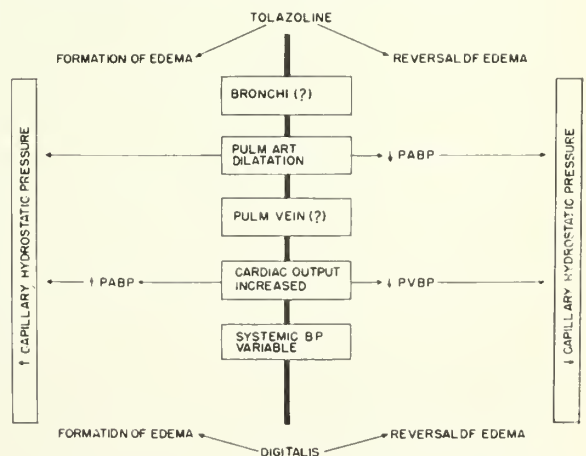 TOLAZOLINE
FORMATION OF EDEMA
REVERSAL OF EDEMA
BRONCHI (?)
PULM ART
DILATATION
↓ PABP
PULM VEIN (?)
↑ PABP
CARDIAC OUTPUT
INCREASED
↓ PVBP
SYSTEMIC BP
VARIABLE
↑ CAPILLARY HYDROSTATIC PRESSURE
↓ CAPILLARY HYDROSTATIC PRESSURE
FORMATION OF EDEMA
REVERSAL OF EDEMA
DIGITALIS